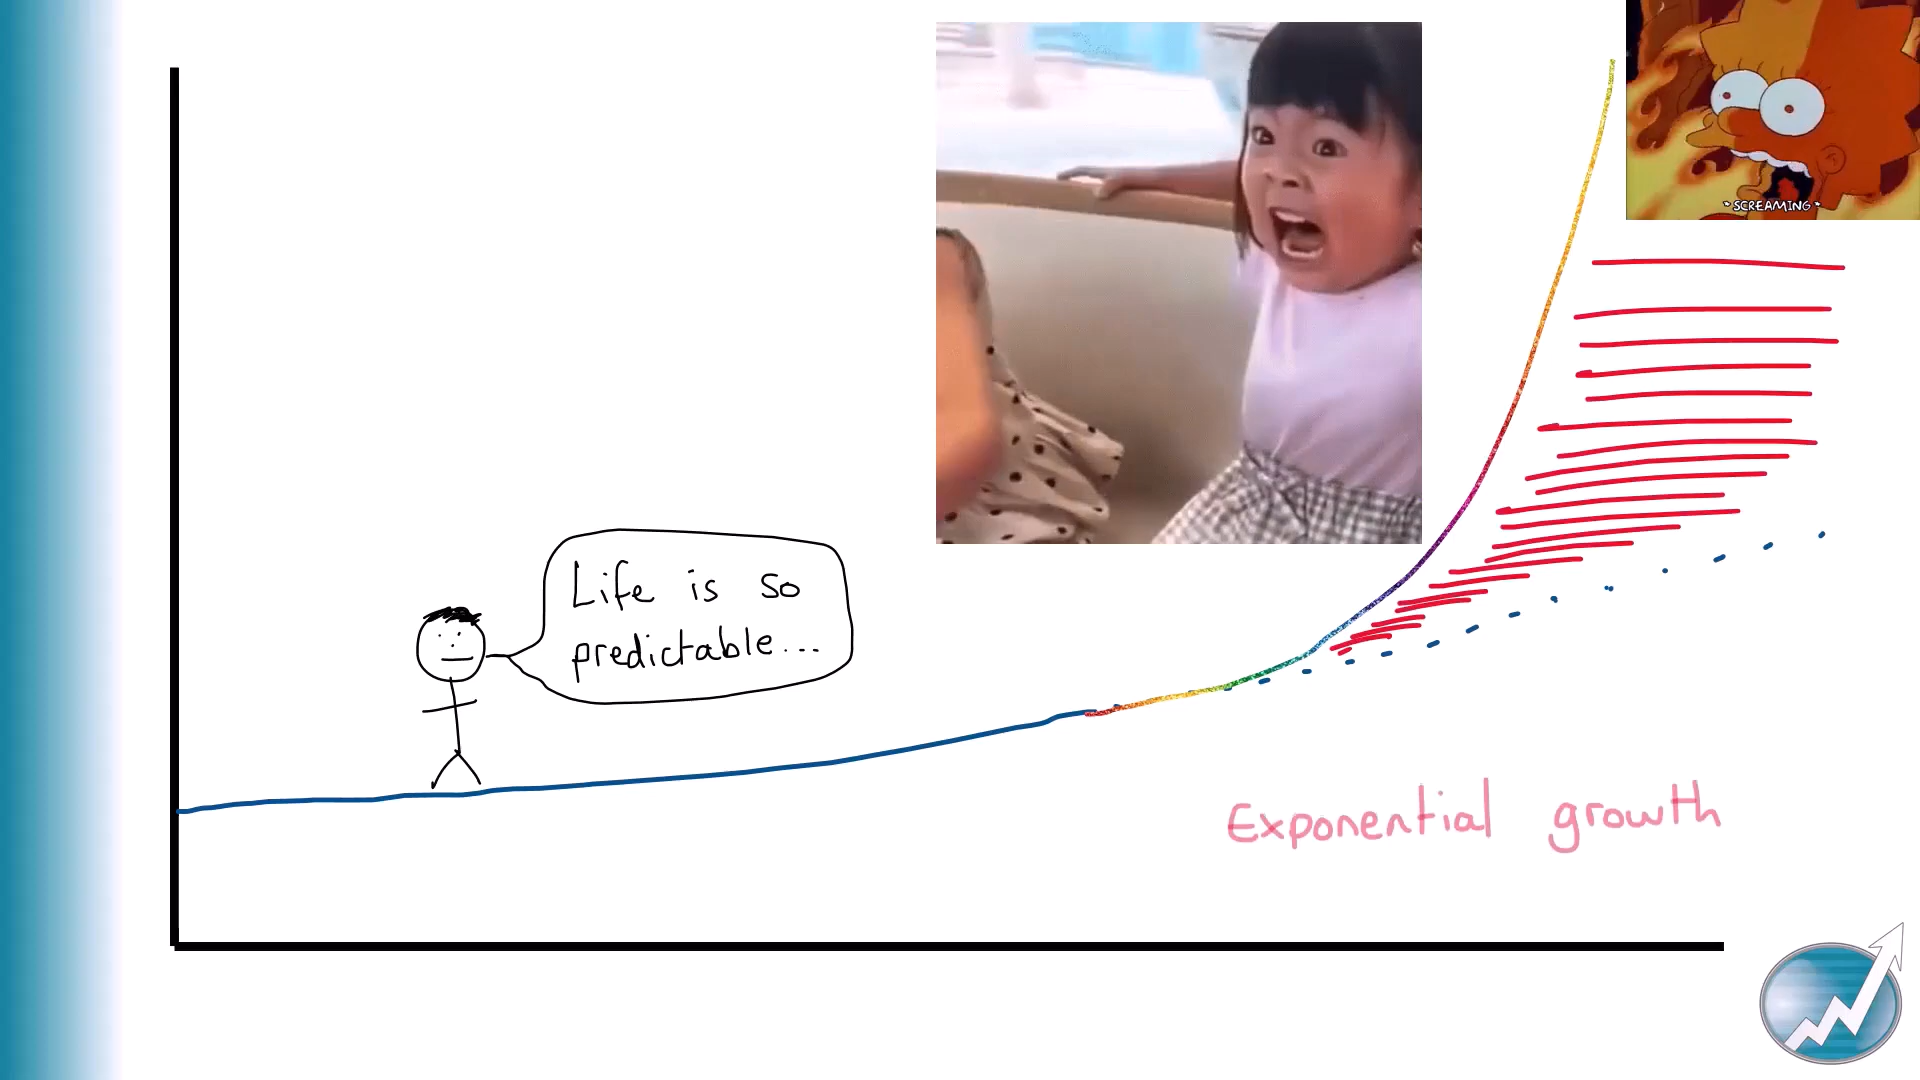 *SCREAMING*
Life is so
predictable...
Exponential growth